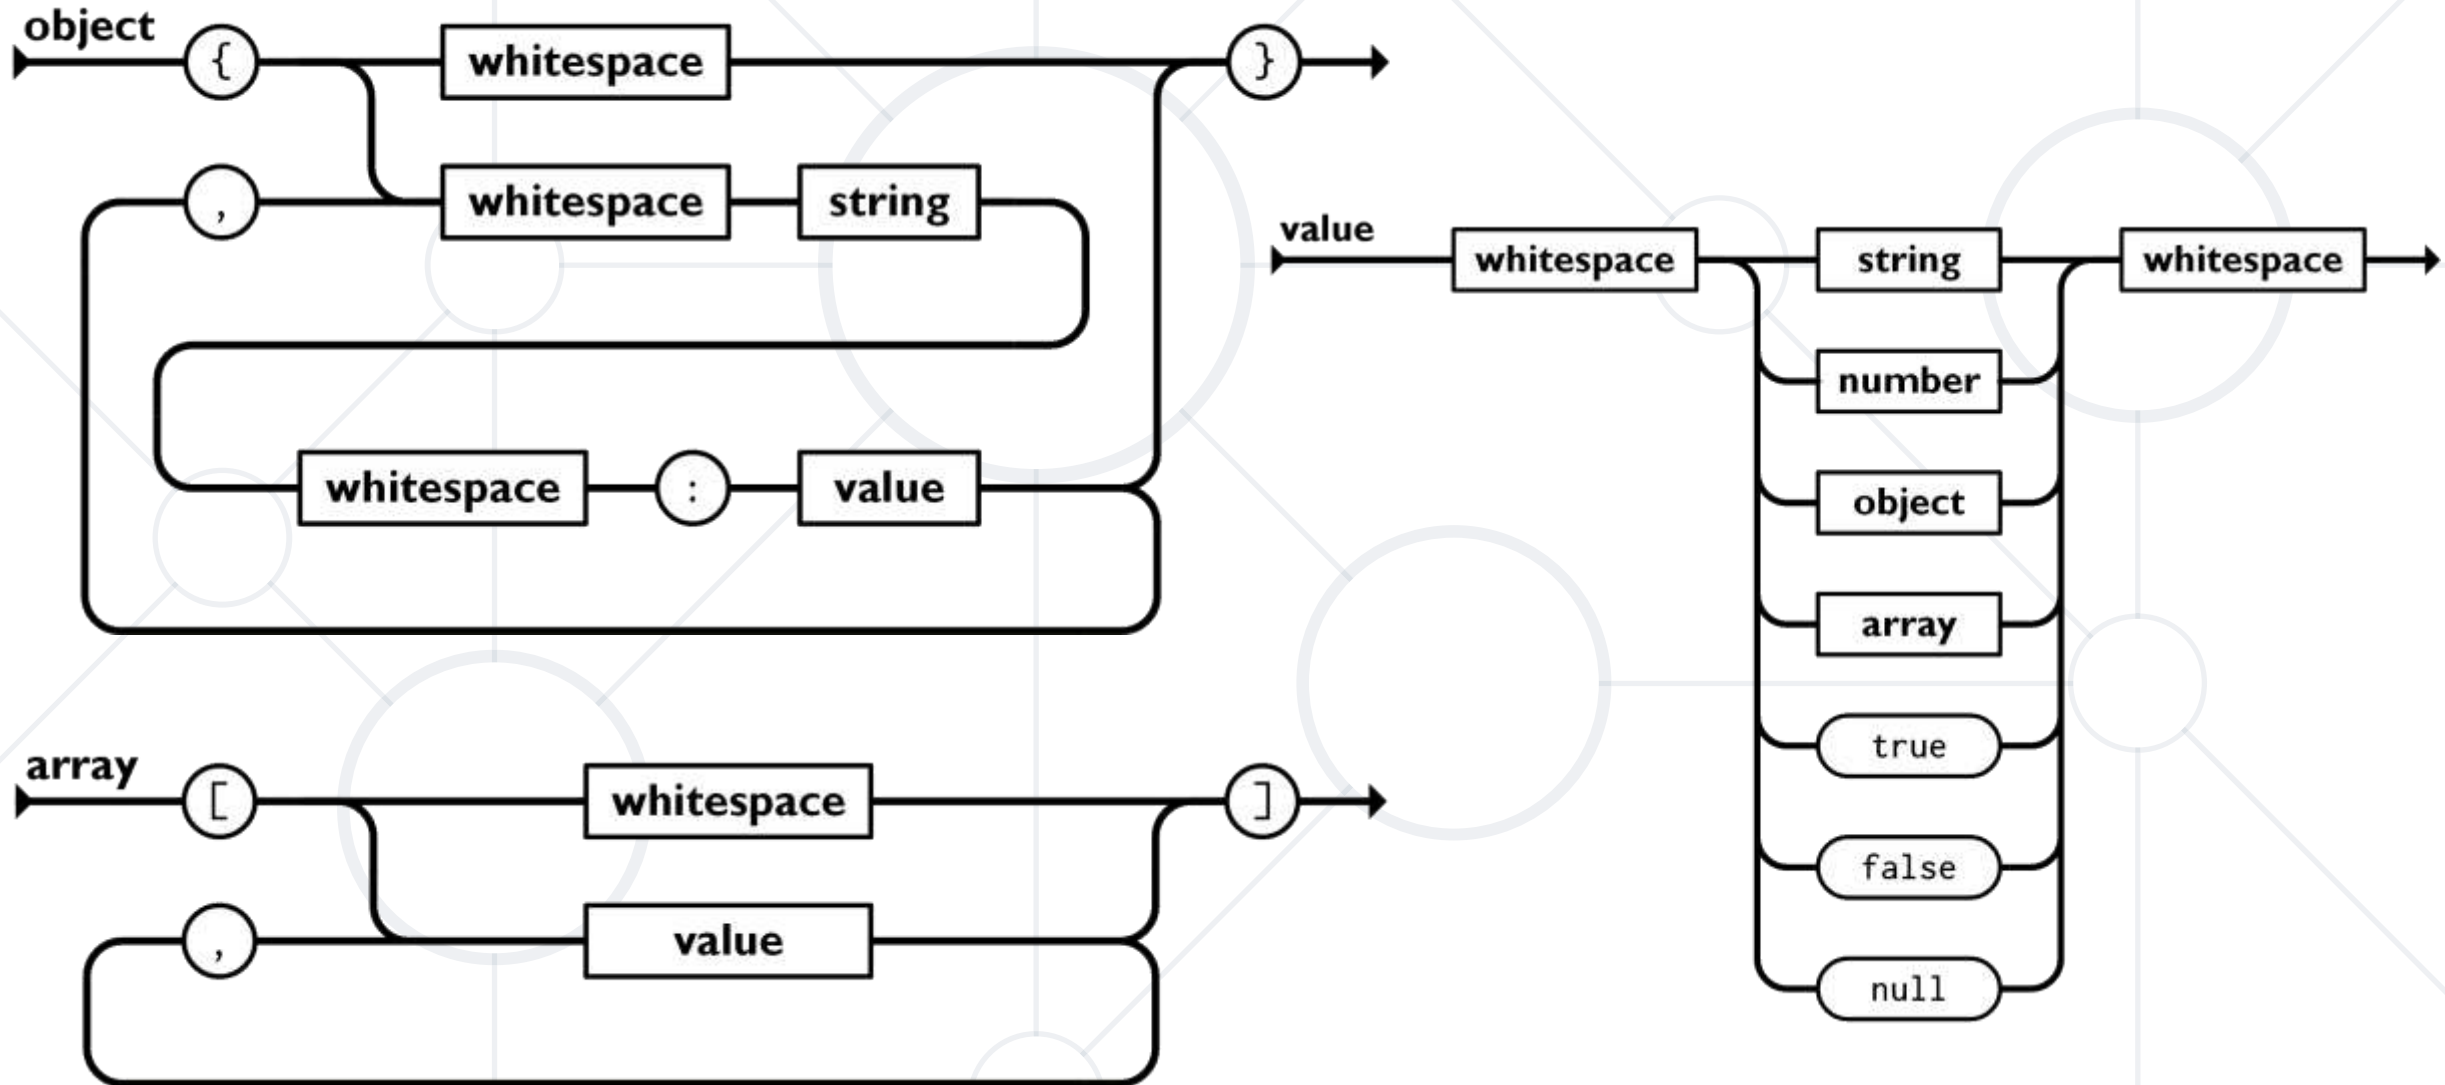 object
{ whitespace }
, whitespace string
whitespace : value
array
[ whitespace ]
, value
value
whitespace string whitespace
number
object
array
true
false
null